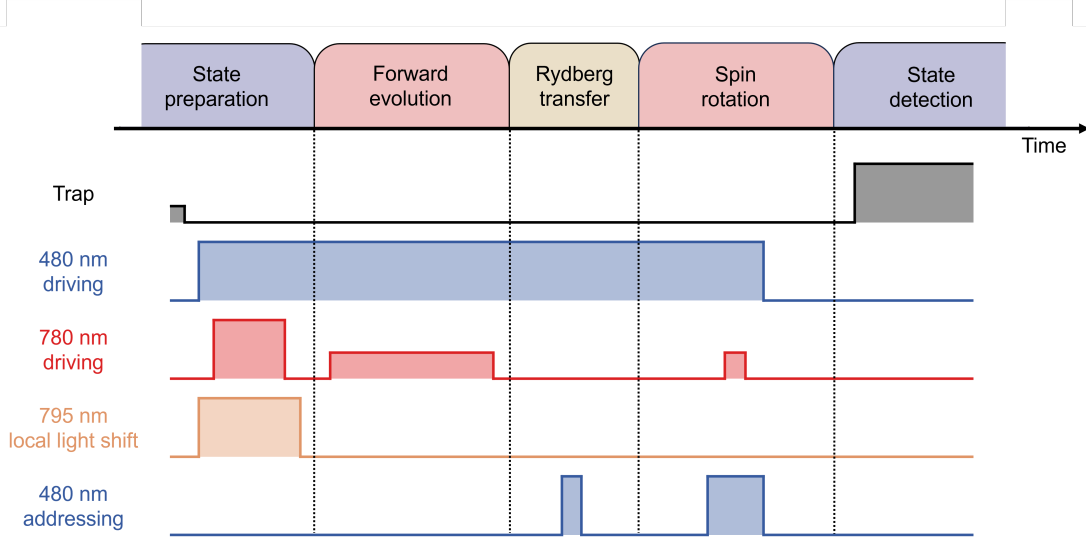 State
preparation
Forward
evolution
Rydberg
transfer
Spin
rotation
State
detection
Time
Trap
480 nm
driving
780 nm
driving
795 nm
local light shift
480 nm
addressing